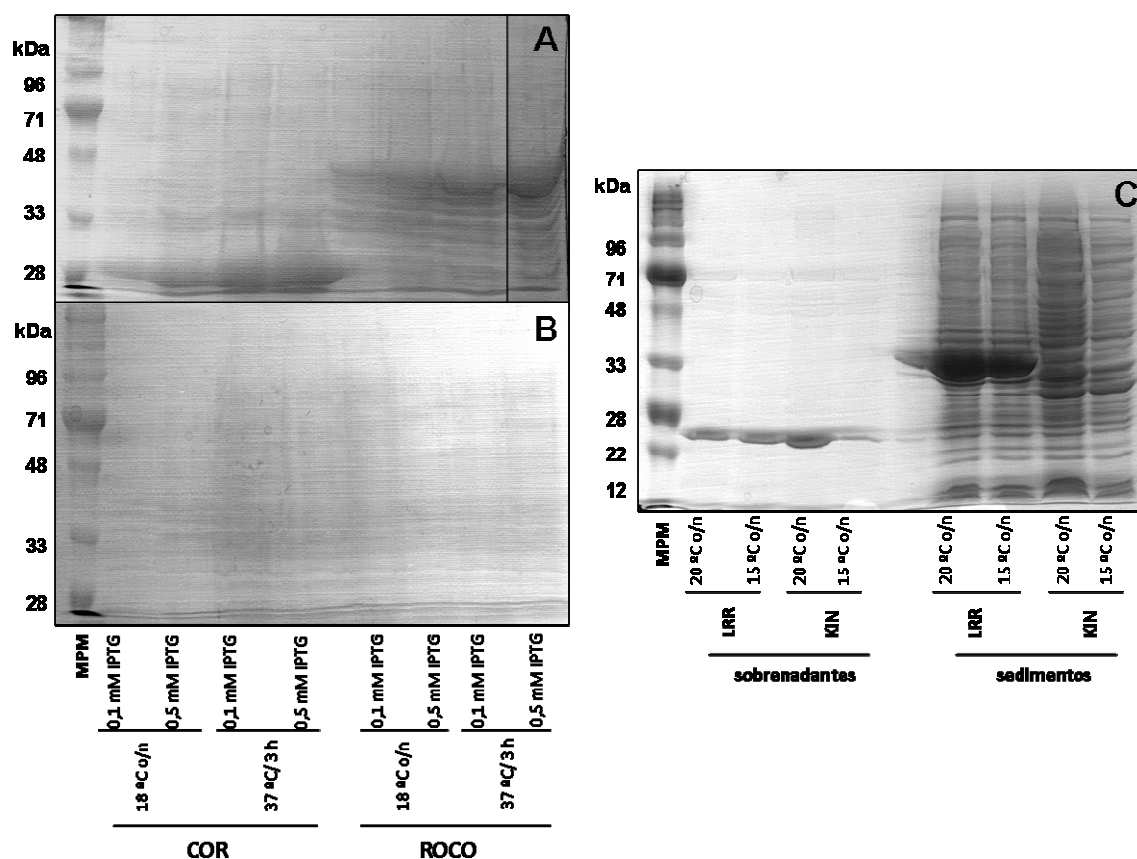 A
kDa
96
71
48
33
28
B
kDa
96
71
48
33
28
MPM
0,1 mM IPTG
0,5 mM IPTG
0,1 mM IPTG
0,5 mM IPTG
0,1 mM IPTG
0,5 mM IPTG
0,1 mM IPTG
0,5 mM IPTG
18 ºC o/n
37 ºC/ 3 h
18 ºC o/n
37 ºC/ 3 h
COR
ROCO
C
kDa
96
71
48
33
28
22
12
MPM
20 ºC o/n
15 ºC o/n
20 ºC o/n
15 ºC o/n
20 ºC o/n
15 ºC o/n
20 ºC o/n
15 ºC o/n
LRR
KIN
LRR
KIN
sobrenadantes
sedimentos